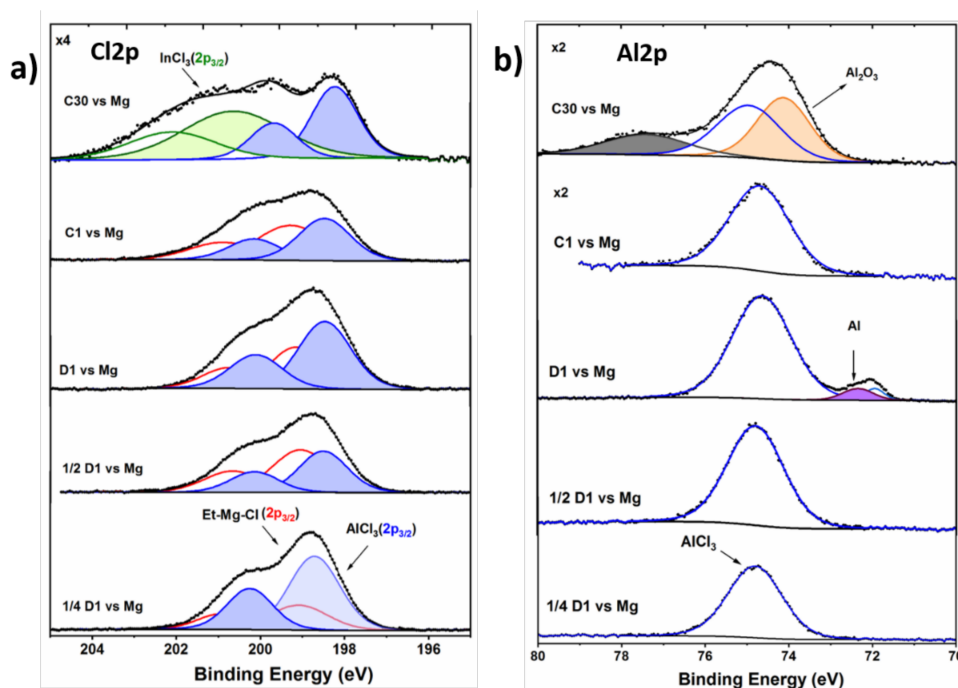 a)
x4
Cl2p
InCl₃(2p₃/₂)
C30 vs Mg
C1 vs Mg
D1 vs Mg
1/2 D1 vs Mg
Et-Mg-Cl (2p₃/₂)
AlCl₃(2p₃/₂)
1/4 D1 vs Mg
204 202 200 198 196
Binding Energy (eV)
b)
Al2p
x2
Al₂O₃
C30 vs Mg
x2
C1 vs Mg
Al
D1 vs Mg
1/2 D1 vs Mg
AlCl₃
1/4 D1 vs Mg
80 78 76 74 72 70
Binding Energy (eV)